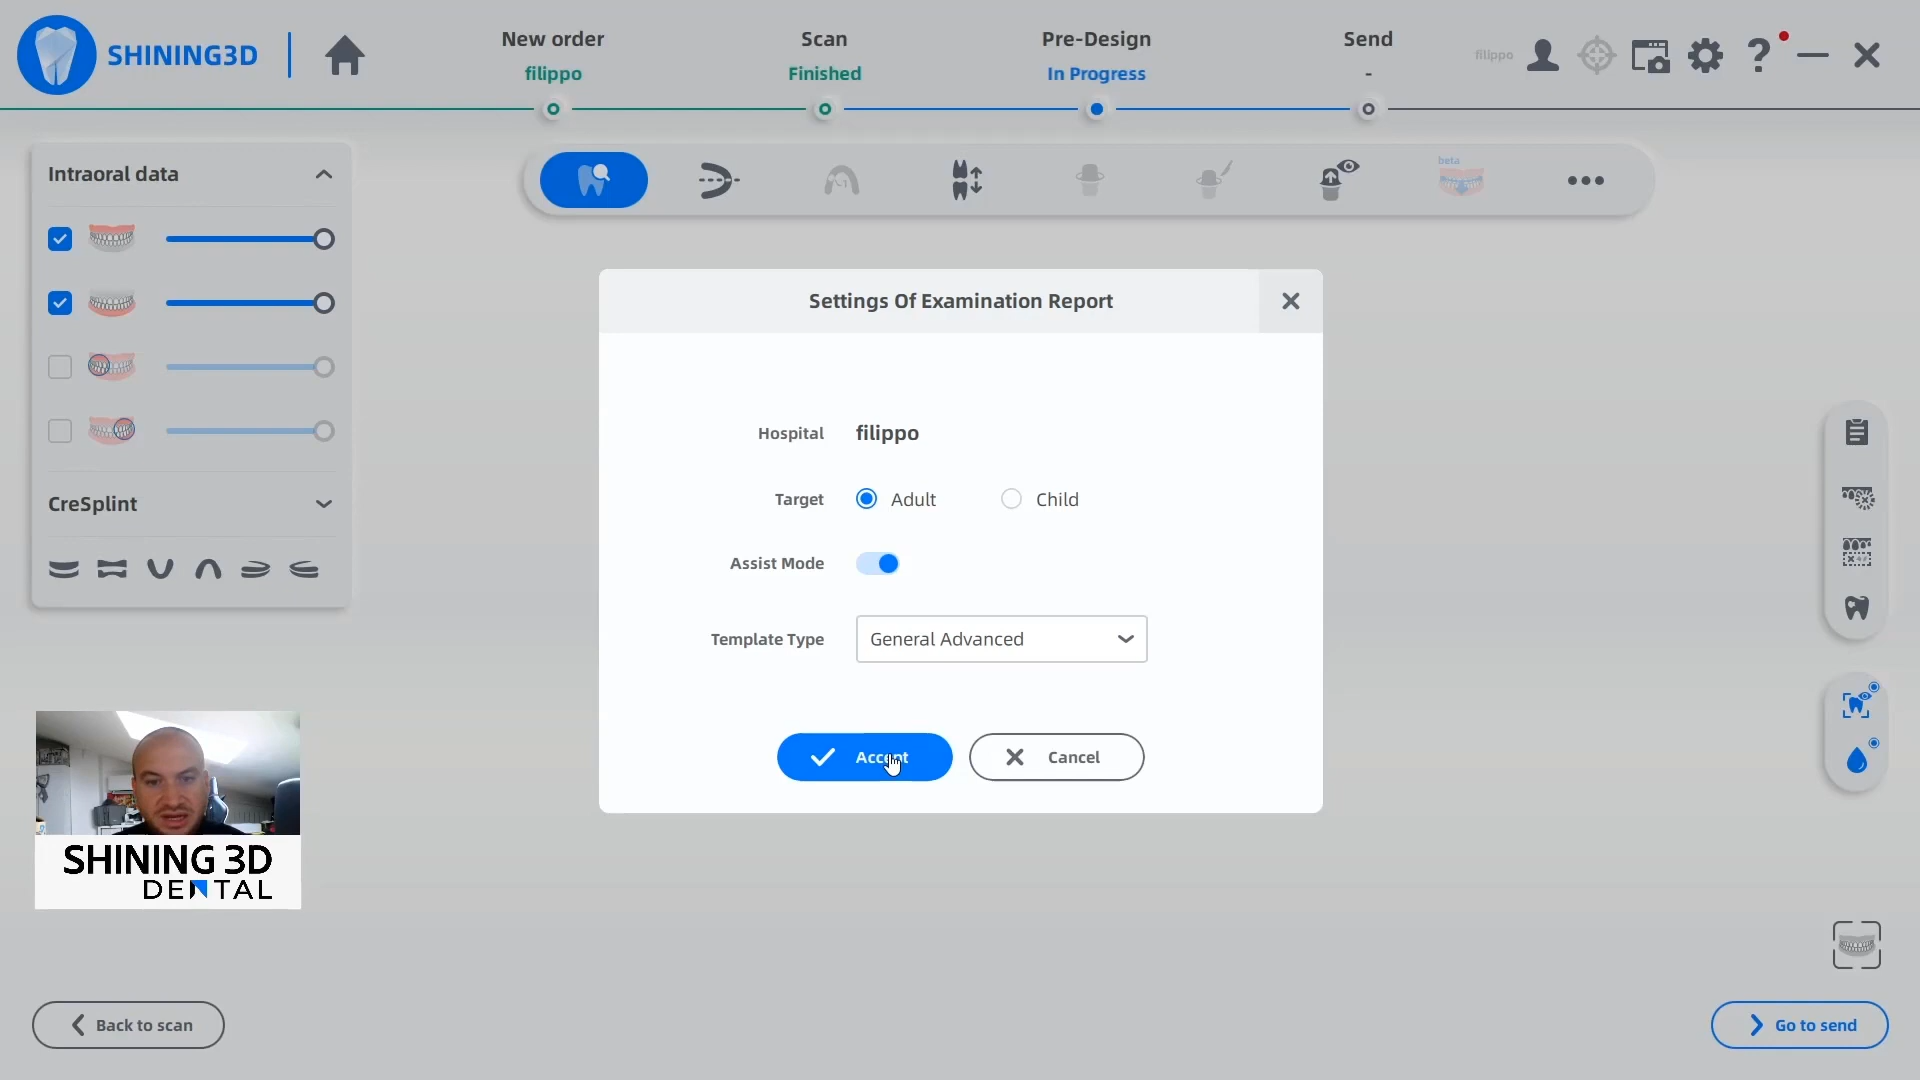 SHINING3D
New order
filippo
Scan
Finished
Pre-Design
In Progress
Send
-
filippo
Intraoral data
beta
Settings Of Examination Report
Hospital filippo
Target Adult Child
Assist Mode
Template Type General Advanced
CreSplint
Accept
Cancel
SHINING 3D
DENTAL
Back to scan
Go to send